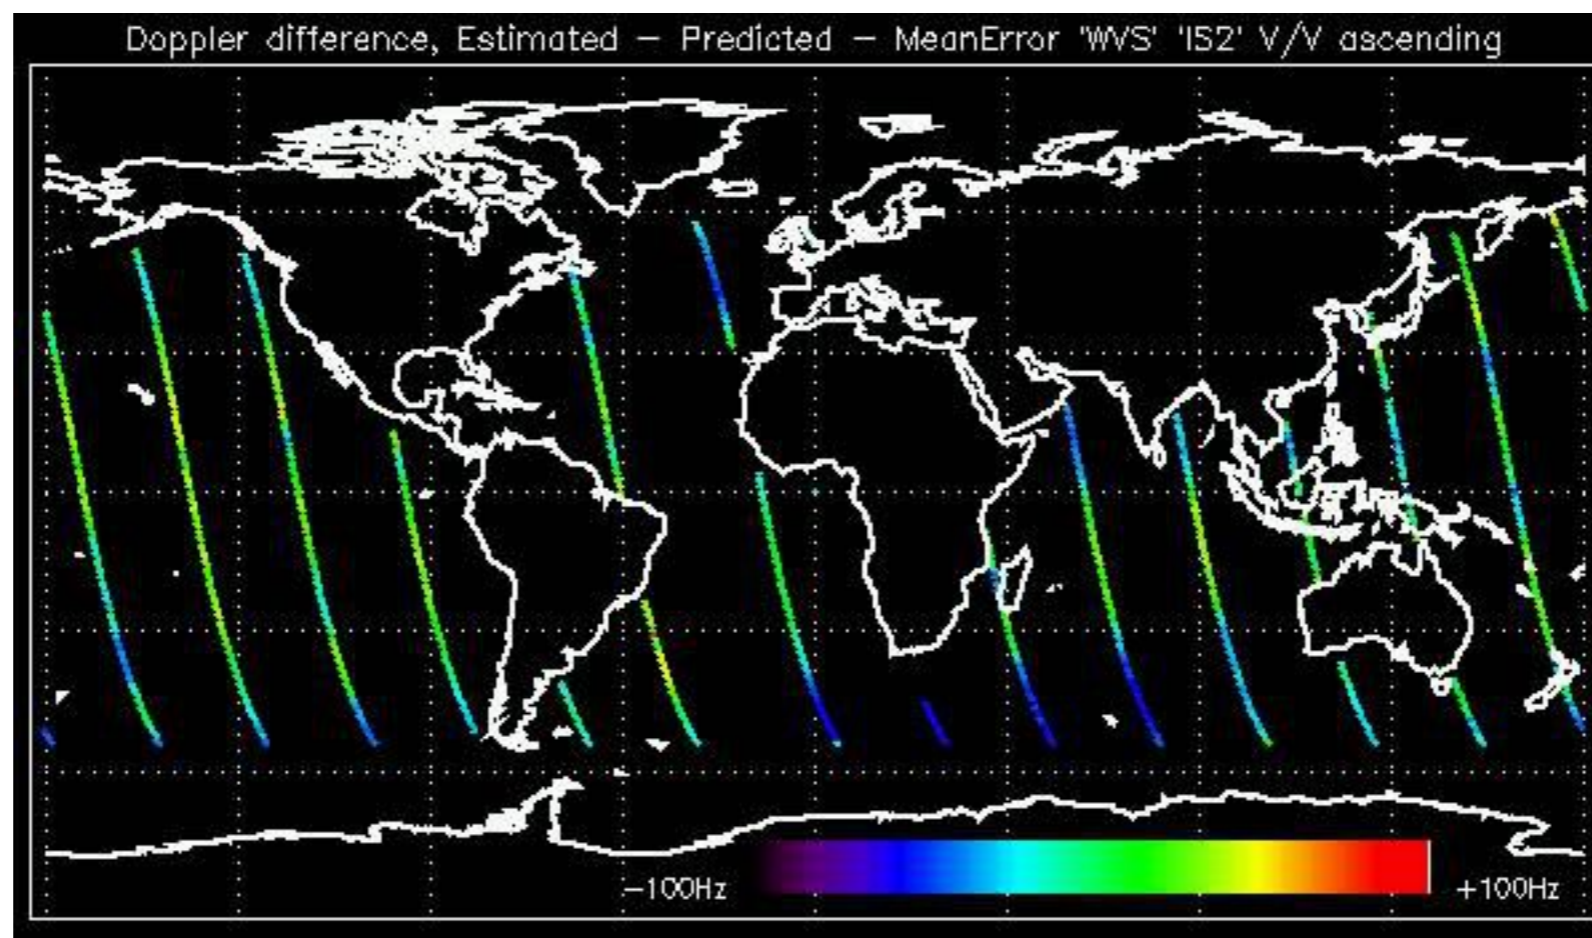 Doppler difference, Estimated – Predicted – MeanError 'WVS' 'IS2' V/V ascending
−100Hz
+100Hz